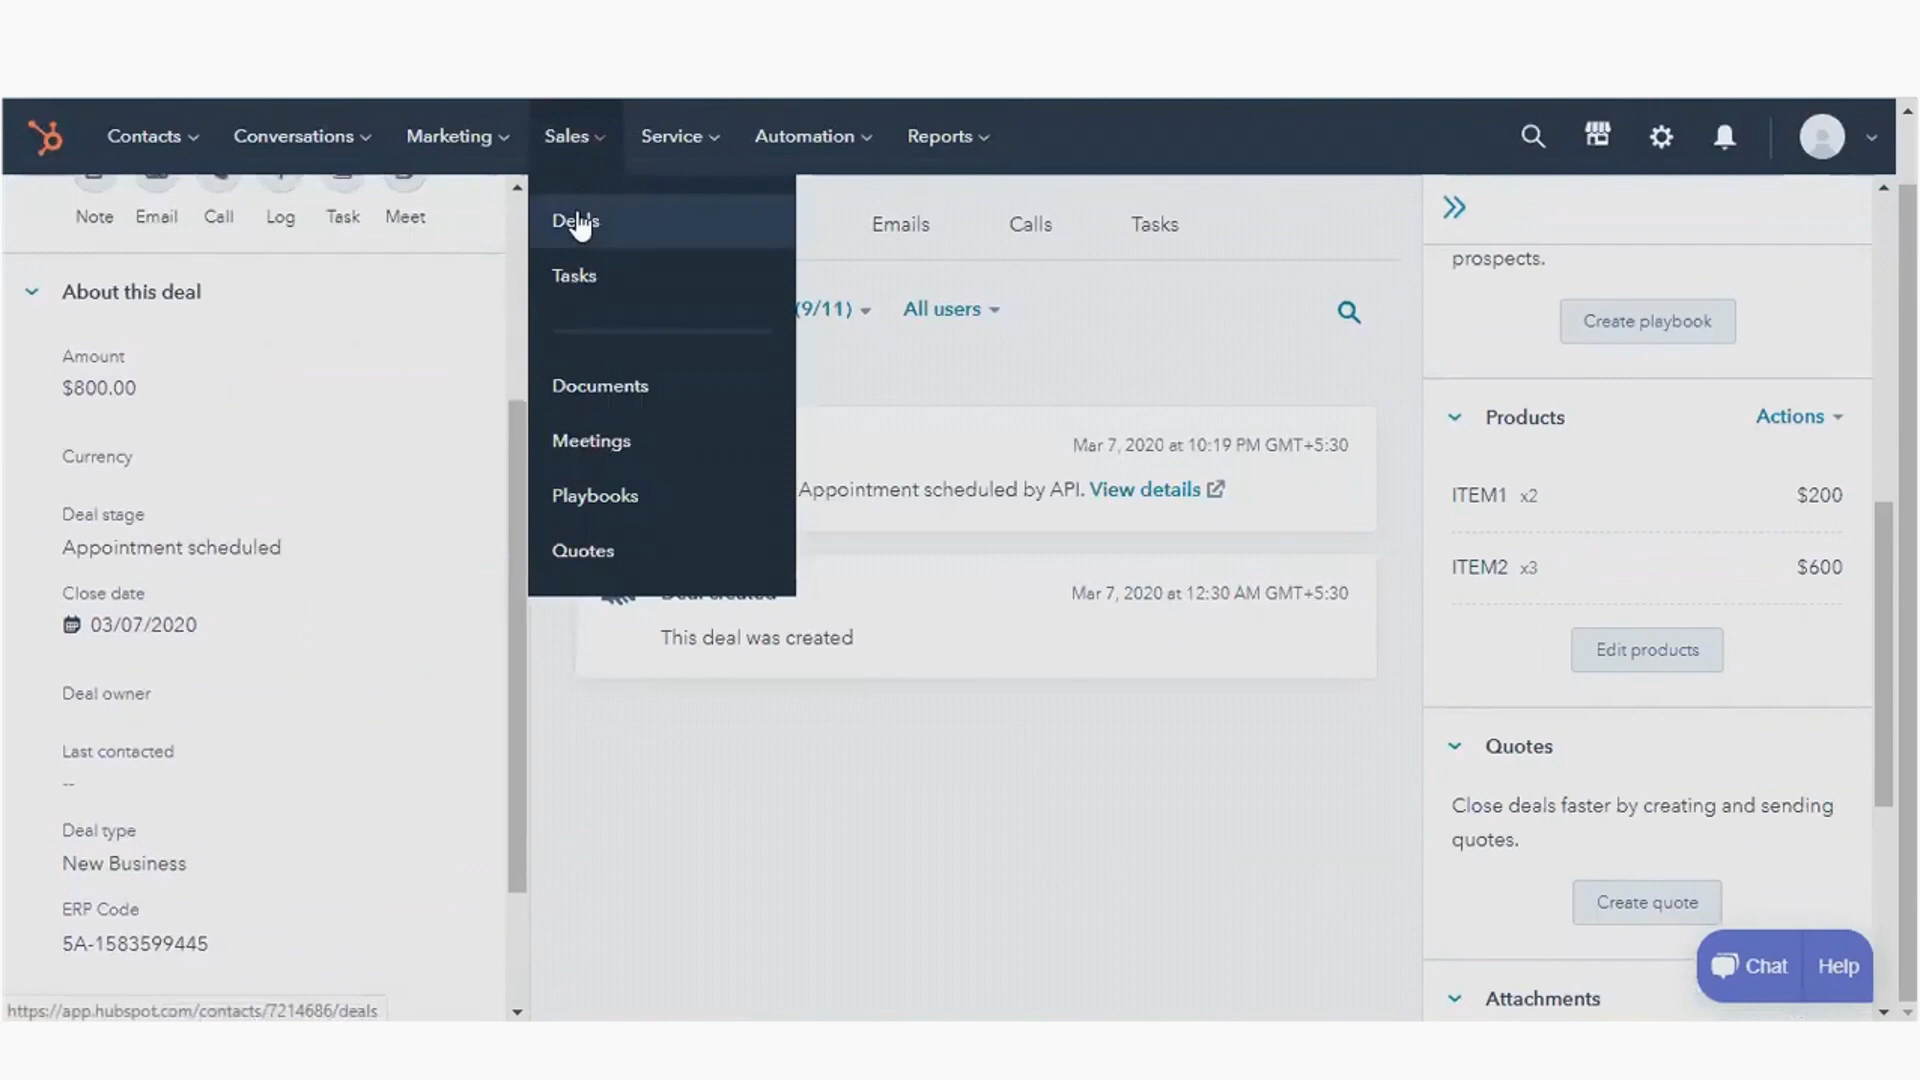 Contacts Conversations Marketing Sales Service Automation Reports
Note Email Call Log Task Meet
About this deal
Amount
$800.00
Currency
Deal stage
Appointment scheduled
Close date
03/07/2020
Deal owner
Last contacted
--
Deal type
New Business
ERP Code
5A-1583599445
https://app.hubspot.com/contacts/7214686/deals
Deals
Tasks
Documents
Meetings
Playbooks
Quotes
Emails Calls Tasks
(9/11) All users
Mar 7, 2020 at 10:19 PM GMT+5:30
Appointment scheduled by API. View details
Deal created Mar 7, 2020 at 12:30 AM GMT+5:30
This deal was created
prospects.
Create playbook
Products Actions
ITEM1 x2 $200
ITEM2 x3 $600
Edit products
Quotes
Close deals faster by creating and sending
quotes.
Create quote
Chat Help
Attachments